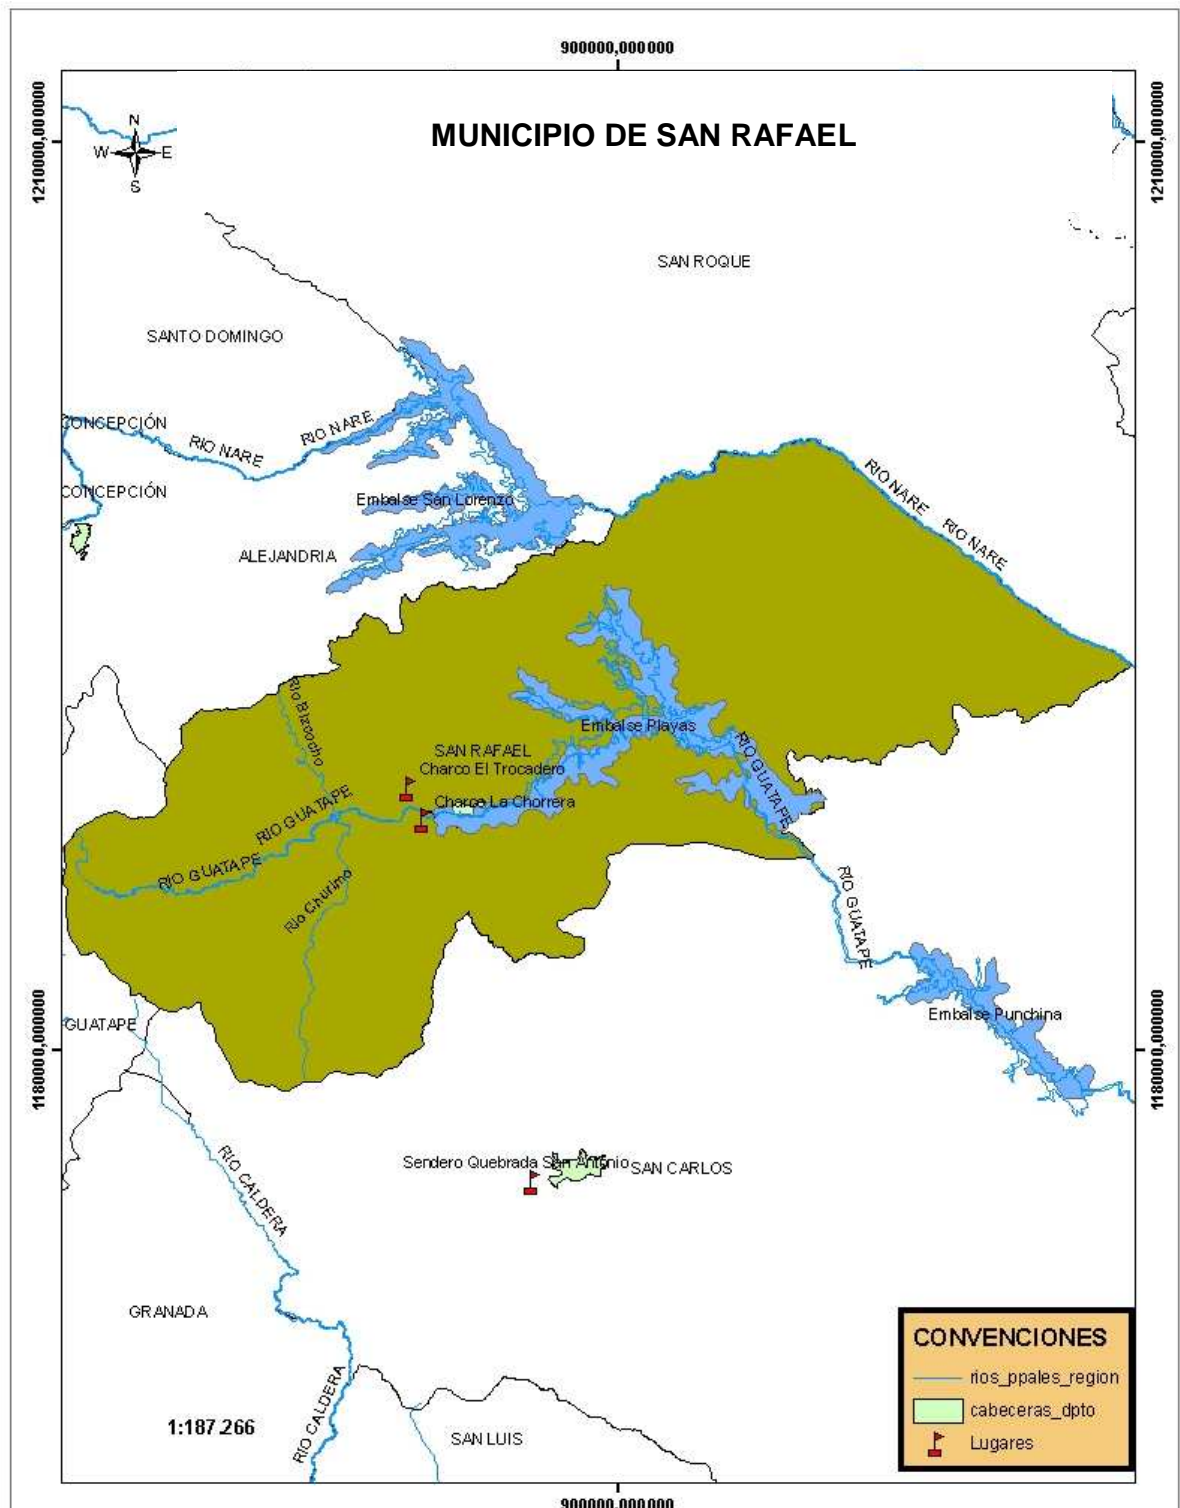 900000,000000
1210000,000000
1210000,000000
N
W E
S
MUNICIPIO DE SAN RAFAEL
SAN ROQUE
SANTO DOMINGO
CONCEPCIÓN
RIO NARE
RIO NARE
CONCEPCIÓN
Embalse San Lorenzo
RIO NARE
RIO NARE
ALEJANDRIA
Rio Bizcocho
Embalse Playas
SAN RAFAEL
Charco El Trocadero
RIO GUATAPE
Charco La Chorrera
RIO GUATAPE
RIO GUATAPE
Rio Churimo
RIO GUATAPE
GUATAPE
Embalse Punchina
1180000,000000
1180000,000000
Sendero Quebrada San Antonio
SAN CARLOS
RIO CALDERA
GRANADA
RIO CALDERA
1:187.266
SAN LUIS
CONVENCIONES
rios_ppales_region
cabeceras_dpto
Lugares
900000,000000